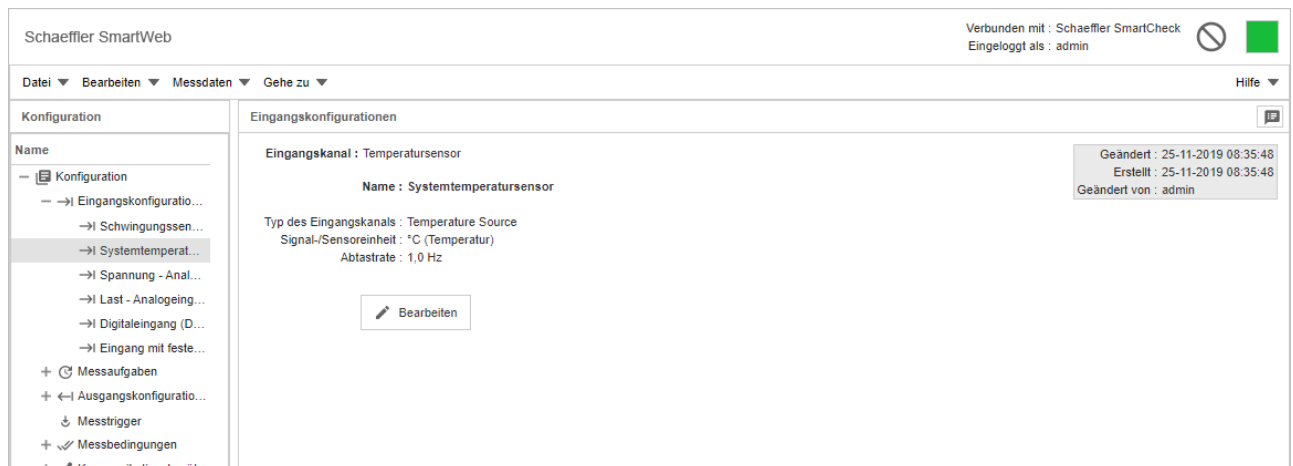 Schaeffler SmartWeb
Verbunden mit : Schaeffler SmartCheck
Eingeloggt als : admin
Datei Bearbeiten Messdaten Gehe zu Hilfe
Konfiguration
Name
Konfiguration
Eingangskonfiguratio...
Schwingungssen...
Systemtemperat...
Spannung - Anal...
Last - Analogeing...
Digitaleingang (D...
Eingang mit feste...
Messaufgaben
Ausgangskonfiguratio...
Messtrigger
Messbedingungen
Eingangskonfigurationen
Eingangskanal : Temperatursensor
Name : Systemtemperatursensor
Typ des Eingangskanals : Temperature Source
Signal-/Sensoreinheit : °C (Temperatur)
Abtastrate : 1,0 Hz
Bearbeiten
Geändert : 25-11-2019 08:35:48
Erstellt : 25-11-2019 08:35:48
Geändert von : admin